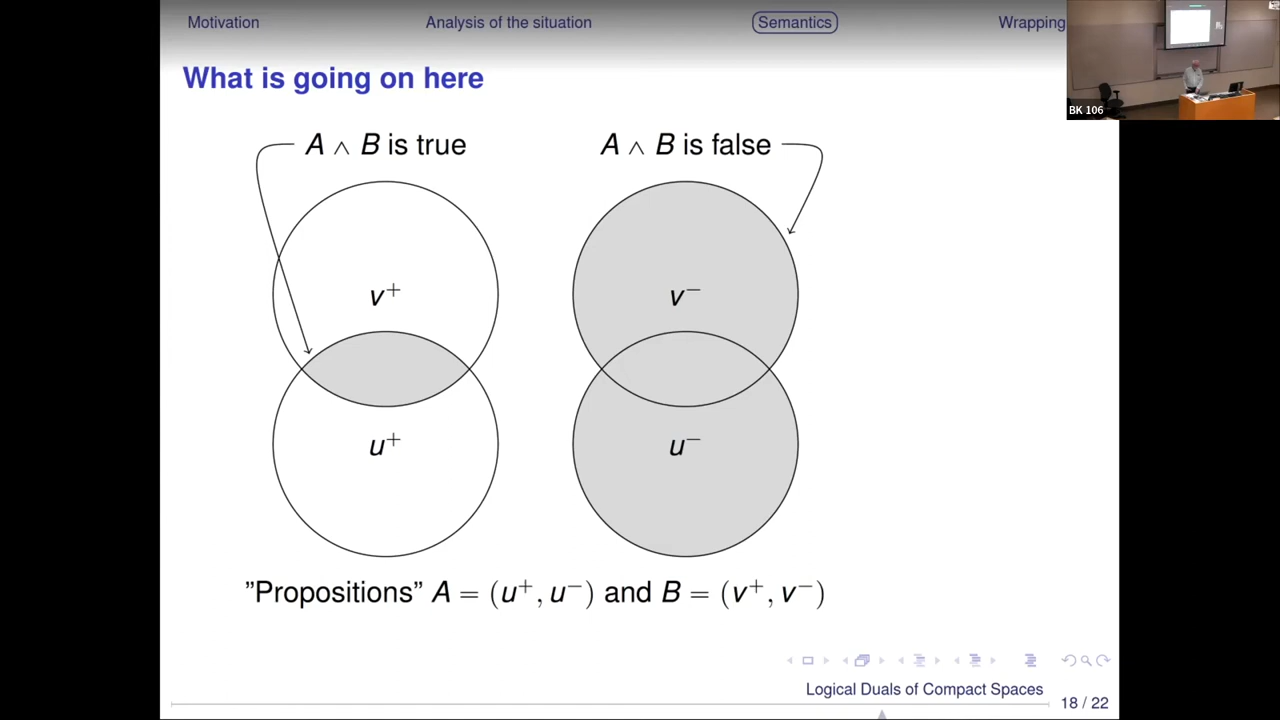 Motivation
Analysis of the situation
Semantics
Wrapping
BK 106
What is going on here
A ∧ B is true
A ∧ B is false
v⁺
v⁻
u⁺
u⁻
”Propositions” A = (u⁺, u⁻) and B = (v⁺, v⁻)
Logical Duals of Compact Spaces
18 / 22